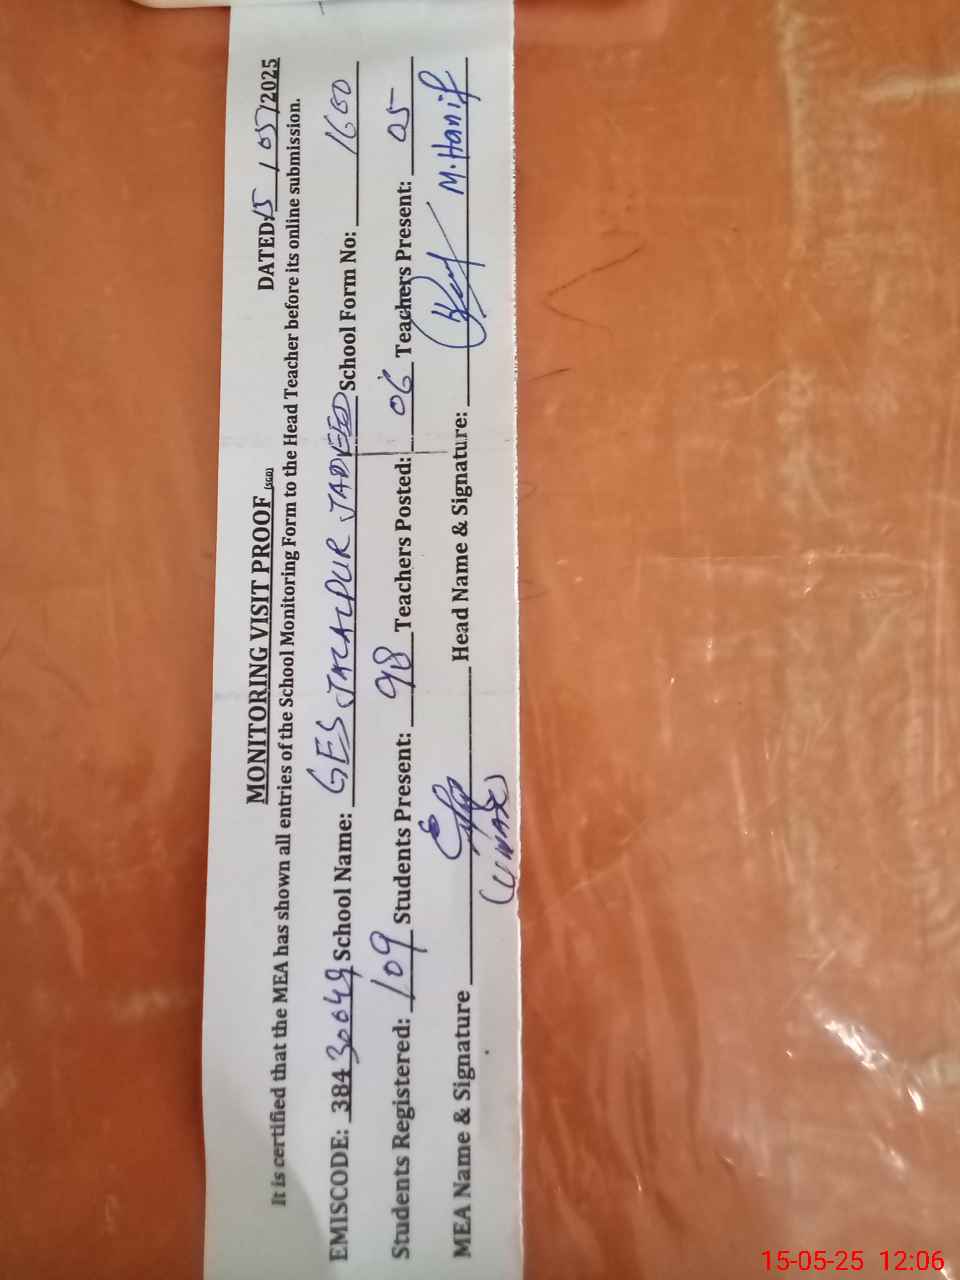 MONITORING VISIT PROOF (SGD) DATED: 15 / 05 /2025
It is certified that the MEA has shown all entries of the School Monitoring Form to the Head Teacher before its online submission.
EMISCODE: 384 30049 School Name: GES JALALPUR JADEED School Form No: 1600
Students Registered: 109 Students Present: 98 Teachers Posted: 06 Teachers Present: 05
MEA Name & Signature Head Name & Signature: M. Hanif
15-05-25 12:06